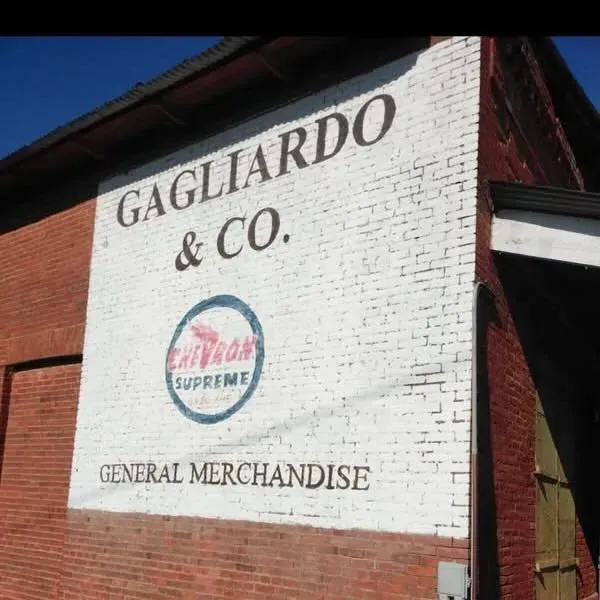 GAGLIARDO
& CO.
CHEVRON
SUPREME
GENERAL MERCHANDISE